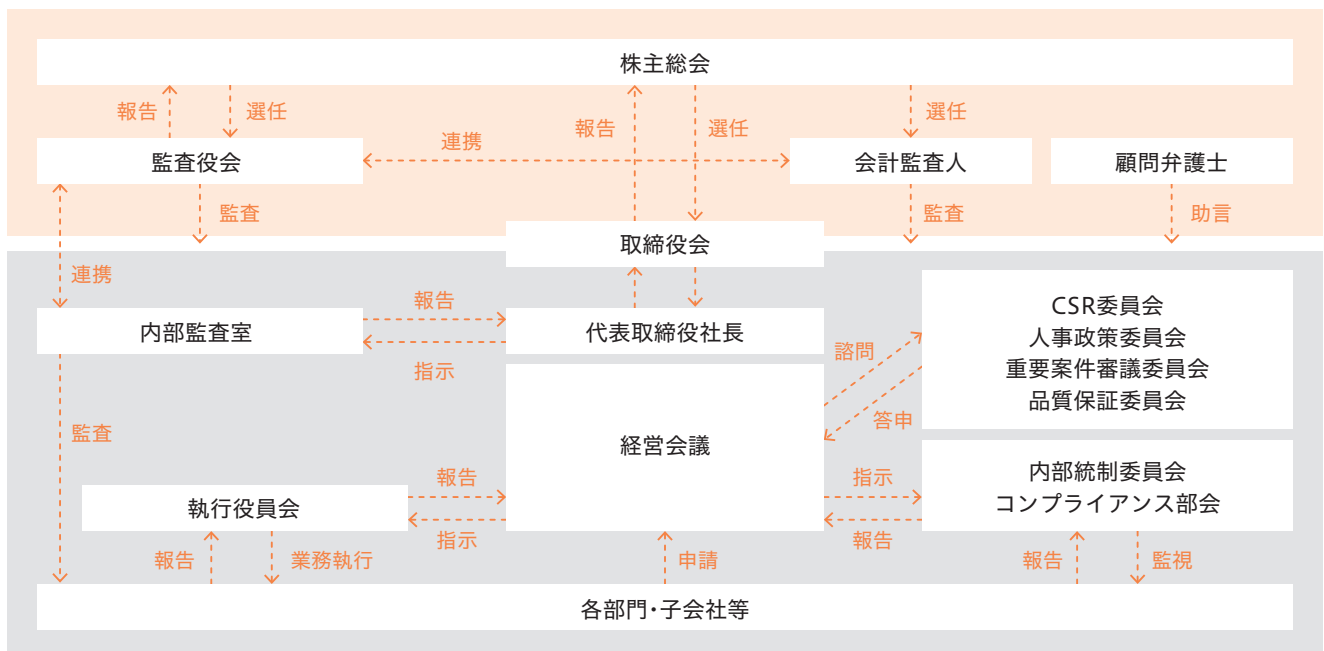 株主総会
報告
選任
報告
選任
選任
連携
監査役会
会計監査人
顧問弁護士
監査
監査
助言
取締役会
連携
報告
内部監査室
代表取締役社長
指示
CSR委員会
人事政策委員会
重要案件審議委員会
品質保証委員会
諮問
答申
監査
経営会議
報告
指示
内部統制委員会
コンプライアンス部会
執行役員会
指示
報告
報告
業務執行
申請
報告
監視
各部門・子会社等